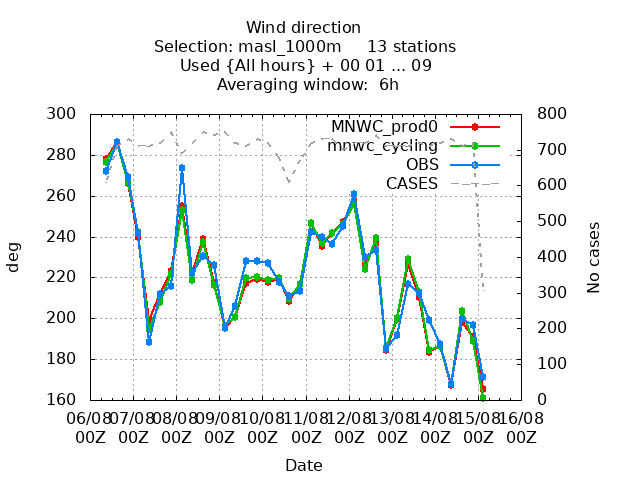 Wind direction
Selection: masl_1000m 13 stations
Used {All hours} + 00 01 ... 09
Averaging window: 6h
300
280
260
240
220
200
180
160
deg
800
700
600
500
400
300
200
100
0
No cases
MNWC_prod0
mnwc_cycling
OBS
CASES
06/08 07/08 08/08 09/08 10/08 11/08 12/08 13/08 14/08 15/08 16/08
00Z 00Z 00Z 00Z 00Z 00Z 00Z 00Z 00Z 00Z 00Z
Date